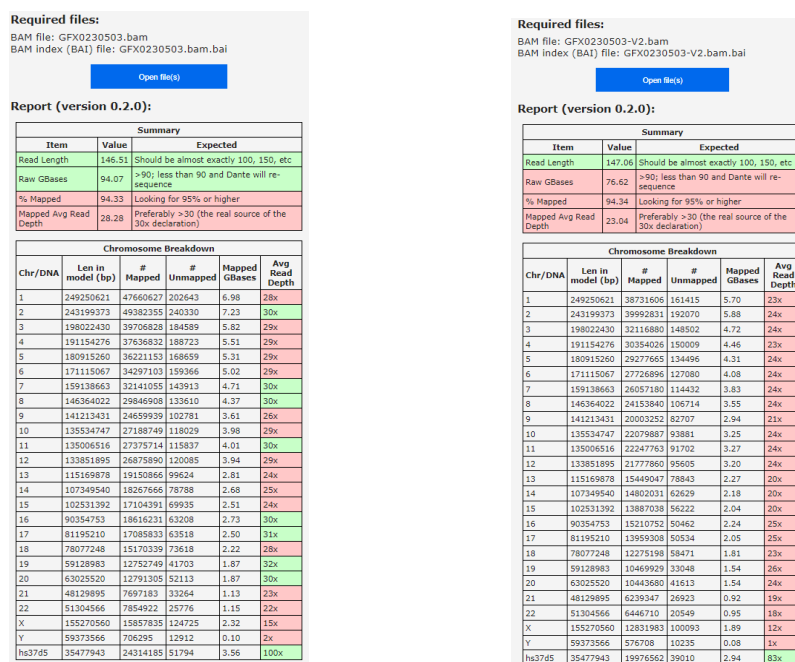 Required files:
BAM file: GFX0230503.bam
BAM index (BAI) file: GFX0230503.bam.bai
Open file(s)
Report (version 0.2.0):
Summary
Item Value Expected
Read Length 146.51 Should be almost exactly 100, 150, etc
Raw GBases 94.07 >90; less than 90 and Dante will re-
sequence
% Mapped 94.33 Looking for 95% or higher
Mapped Avg Read
Depth 28.28 Preferably >30 (the real source of the
30x declaration)
Chromosome Breakdown
Chr/DNA Len in
model (bp) #
Mapped #
Unmapped Mapped
GBases Avg
Read
Depth
1 249250621 47660627 202643 6.98 28x
2 243199373 49382355 240330 7.23 30x
3 198022430 39706828 184589 5.82 29x
4 191154276 37636832 188723 5.51 29x
5 180915260 36221153 168659 5.31 29x
6 171115067 34297103 159366 5.02 29x
7 159138663 32141055 143913 4.71 30x
8 146364022 29846908 133610 4.37 30x
9 141213431 24659939 102781 3.61 26x
10 135534747 27188749 118029 3.98 29x
11 135006516 27375714 115837 4.01 30x
12 133851895 26875890 120085 3.94 29x
13 115169878 19150866 99624 2.81 24x
14 107349540 18267666 78788 2.68 25x
15 102531392 17104391 69935 2.51 24x
16 90354753 18616231 63208 2.73 30x
17 81195210 17085833 63518 2.50 31x
18 78077248 15170339 73618 2.22 28x
19 59128983 12752749 41703 1.87 32x
20 63025520 12791305 52113 1.87 30x
21 48129895 7697183 33264 1.13 23x
22 51304566 7854922 25776 1.15 22x
X 155270560 15857835 124725 2.32 15x
Y 59373566 706295 12912 0.10 2x
hs37d5 35477943 24314185 51794 3.56 100x
Required files:
BAM file: GFX0230503-V2.bam
BAM index (BAI) file: GFX0230503-V2.bam.bai
Open file(s)
Report (version 0.2.0):
Summary
Item Value Expected
Read Length 147.06 Should be almost exactly 100, 150, etc
Raw GBases 76.62 >90; less than 90 and Dante will re-
sequence
% Mapped 94.34 Looking for 95% or higher
Mapped Avg Read
Depth 23.04 Preferably >30 (the real source of the
30x declaration)
Chromosome Breakdown
Chr/DNA Len in
model (bp) #
Mapped #
Unmapped Mapped
GBases Avg
Read
Depth
1 249250621 38731606 161415 5.70 23x
2 243199373 39992831 192070 5.88 24x
3 198022430 32116880 148502 4.72 24x
4 191154276 30354026 150009 4.46 23x
5 180915260 29277665 134496 4.31 24x
6 171115067 27726896 127080 4.08 24x
7 159138663 26057180 114432 3.83 24x
8 146364022 24153840 106714 3.55 24x
9 141213431 20003252 82707 2.94 21x
10 135534747 22079887 93881 3.25 24x
11 135006516 22247763 91702 3.27 24x
12 133851895 21777860 95605 3.20 24x
13 115169878 15449047 78843 2.27 20x
14 107349540 14802031 62629 2.18 20x
15 102531392 13887038 56222 2.04 20x
16 90354753 15210752 50462 2.24 25x
17 81195210 13959308 50534 2.05 25x
18 78077248 12275198 58471 1.81 23x
19 59128983 10469929 33048 1.54 26x
20 63025520 10443680 41613 1.54 24x
21 48129895 6239347 26923 0.92 19x
22 51304566 6446710 20549 0.95 18x
X 155270560 12831983 100093 1.89 12x
Y 59373566 576708 10235 0.08 1x
hs37d5 35477943 19976562 39010 2.94 83x